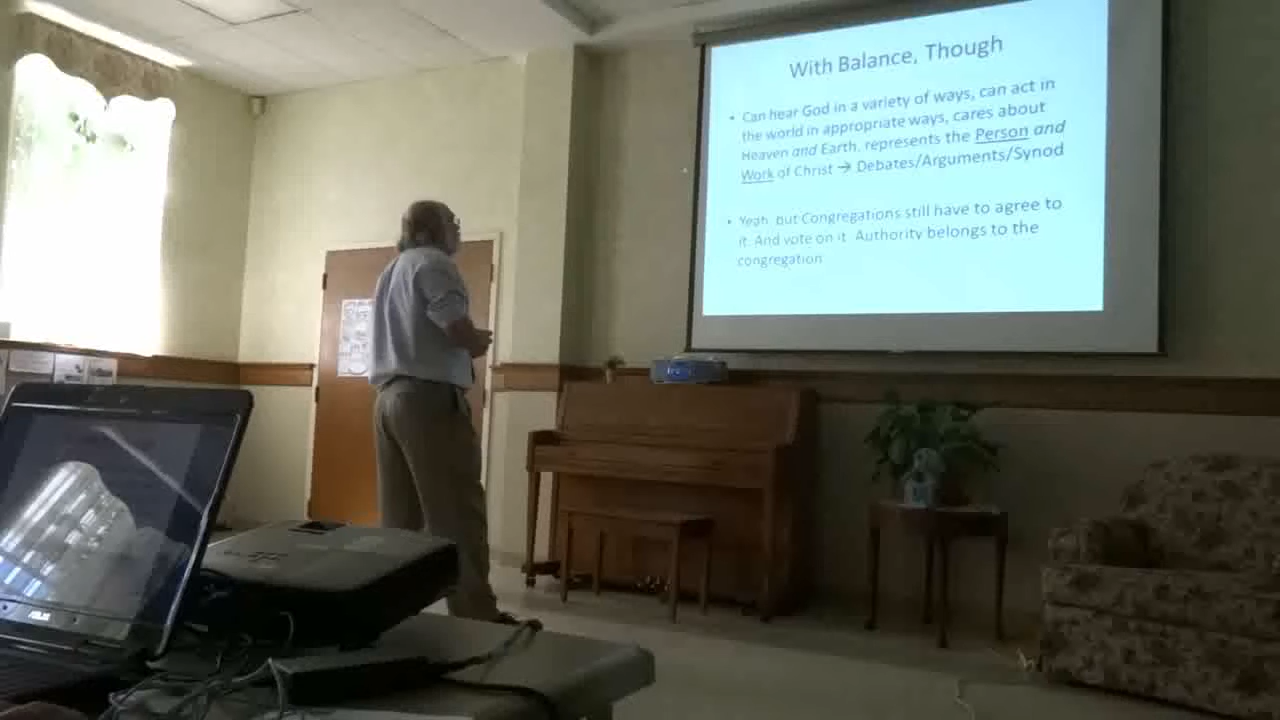 With Balance, Though
• Can hear God in a variety of ways, can act in
the world in appropriate ways, cares about
Heaven and Earth, represents the Person and
Work of Christ → Debates/Arguments/Synod
• Yeah, but Congregations still have to agree to
it. And vote on it. Authority belongs to the
congregation.
ASUS